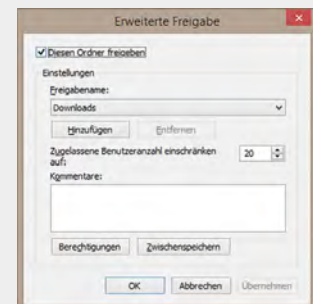 Erweiterte Freigabe
Diesen Ordner freigeben
Einstellungen
Freigabename:
Downloads
Hinzufügen Entfernen
Zugelassene Benutzeranzahl einschränken auf: 20
Kommentare:
Berechtigungen Zwischenspeichern
OK Abbrechen Übernehmen